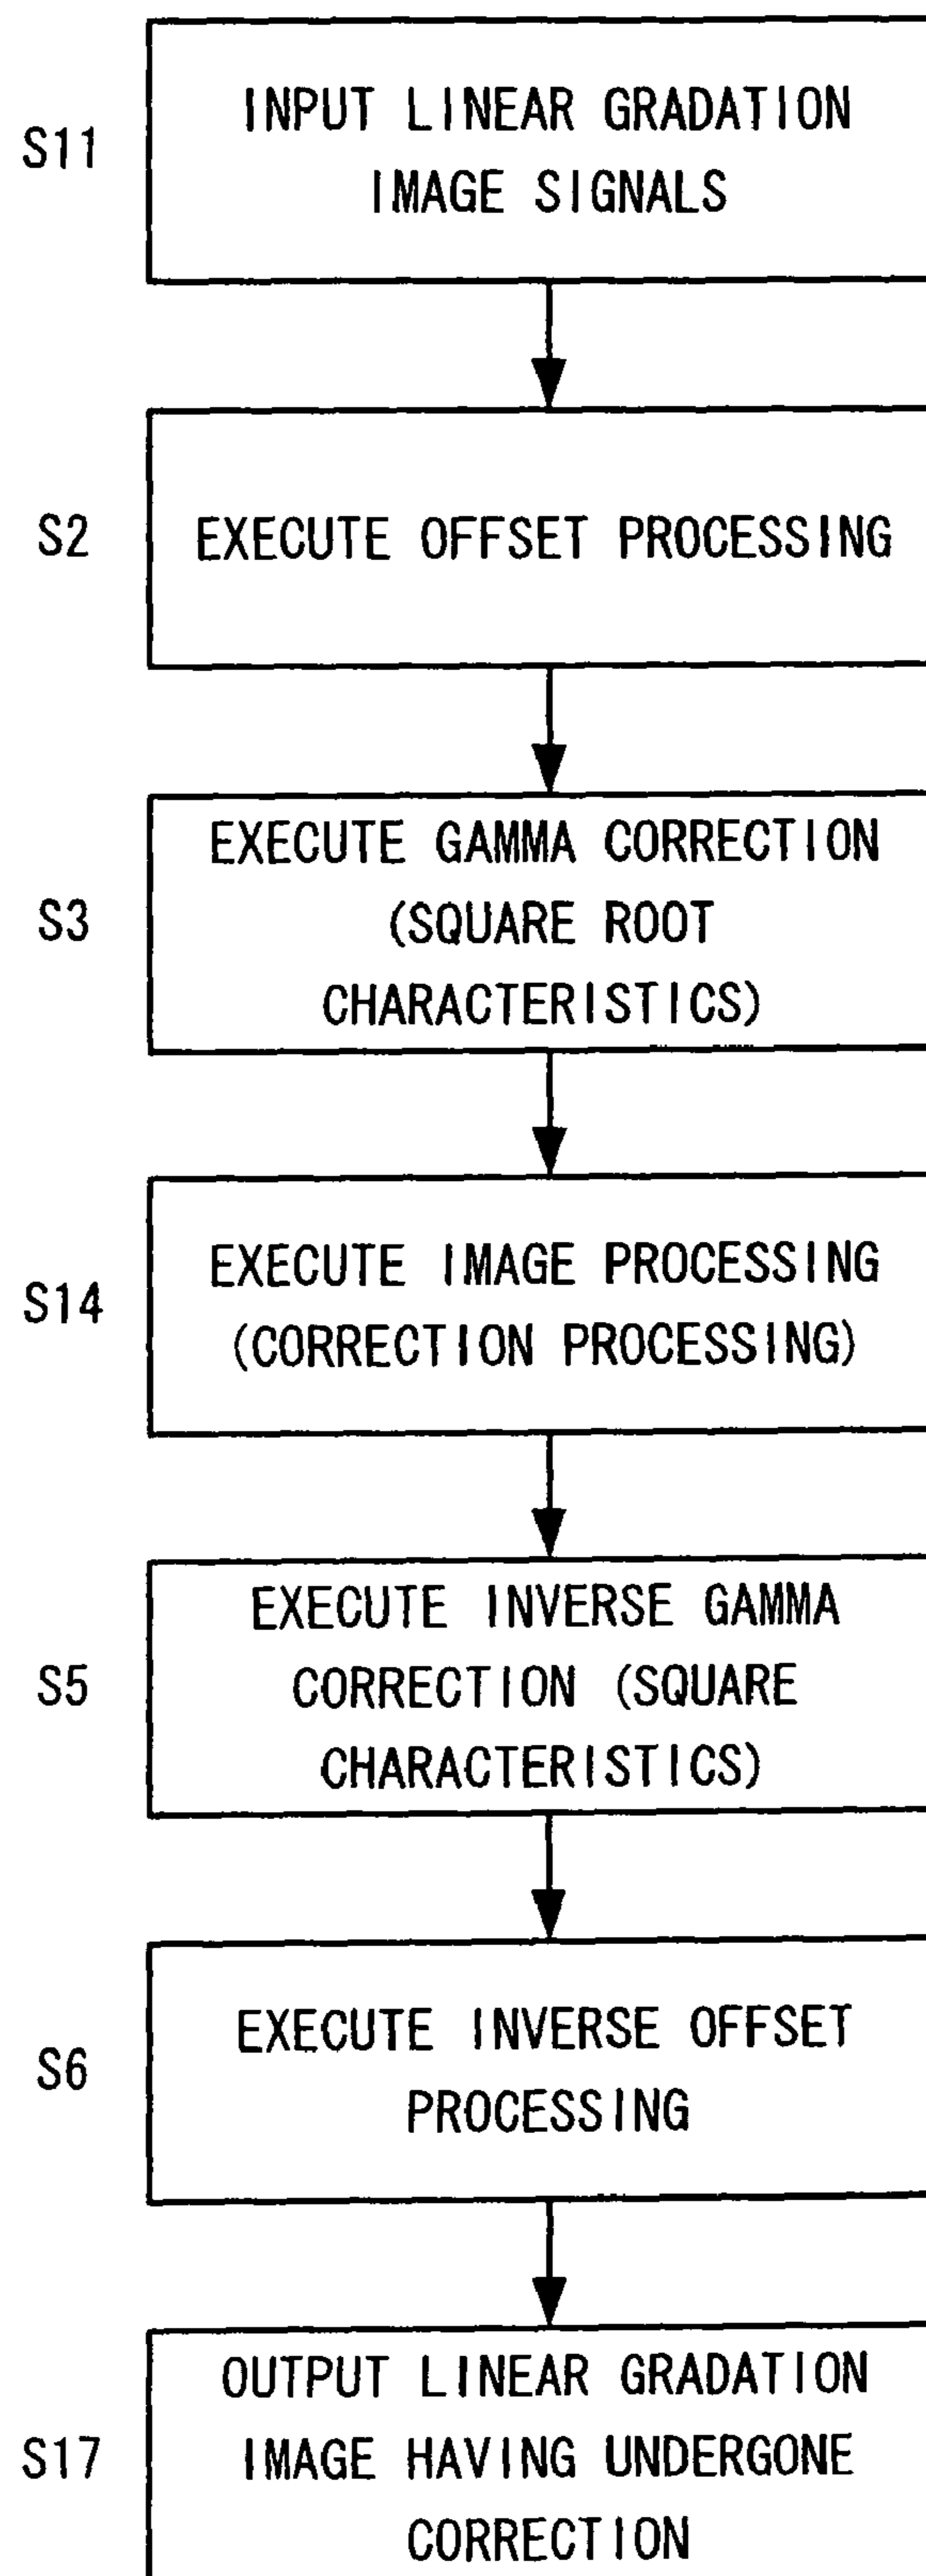 S11
INPUT LINEAR GRADATION
IMAGE SIGNALS
S2
EXECUTE OFFSET PROCESSING
S3
EXECUTE GAMMA CORRECTION
(SQUARE ROOT
CHARACTERISTICS)
S14
EXECUTE IMAGE PROCESSING
(CORRECTION PROCESSING)
S5
EXECUTE INVERSE GAMMA
CORRECTION (SQUARE
CHARACTERISTICS)
S6
EXECUTE INVERSE OFFSET
PROCESSING
S17
OUTPUT LINEAR GRADATION
IMAGE HAVING UNDERGONE
CORRECTION